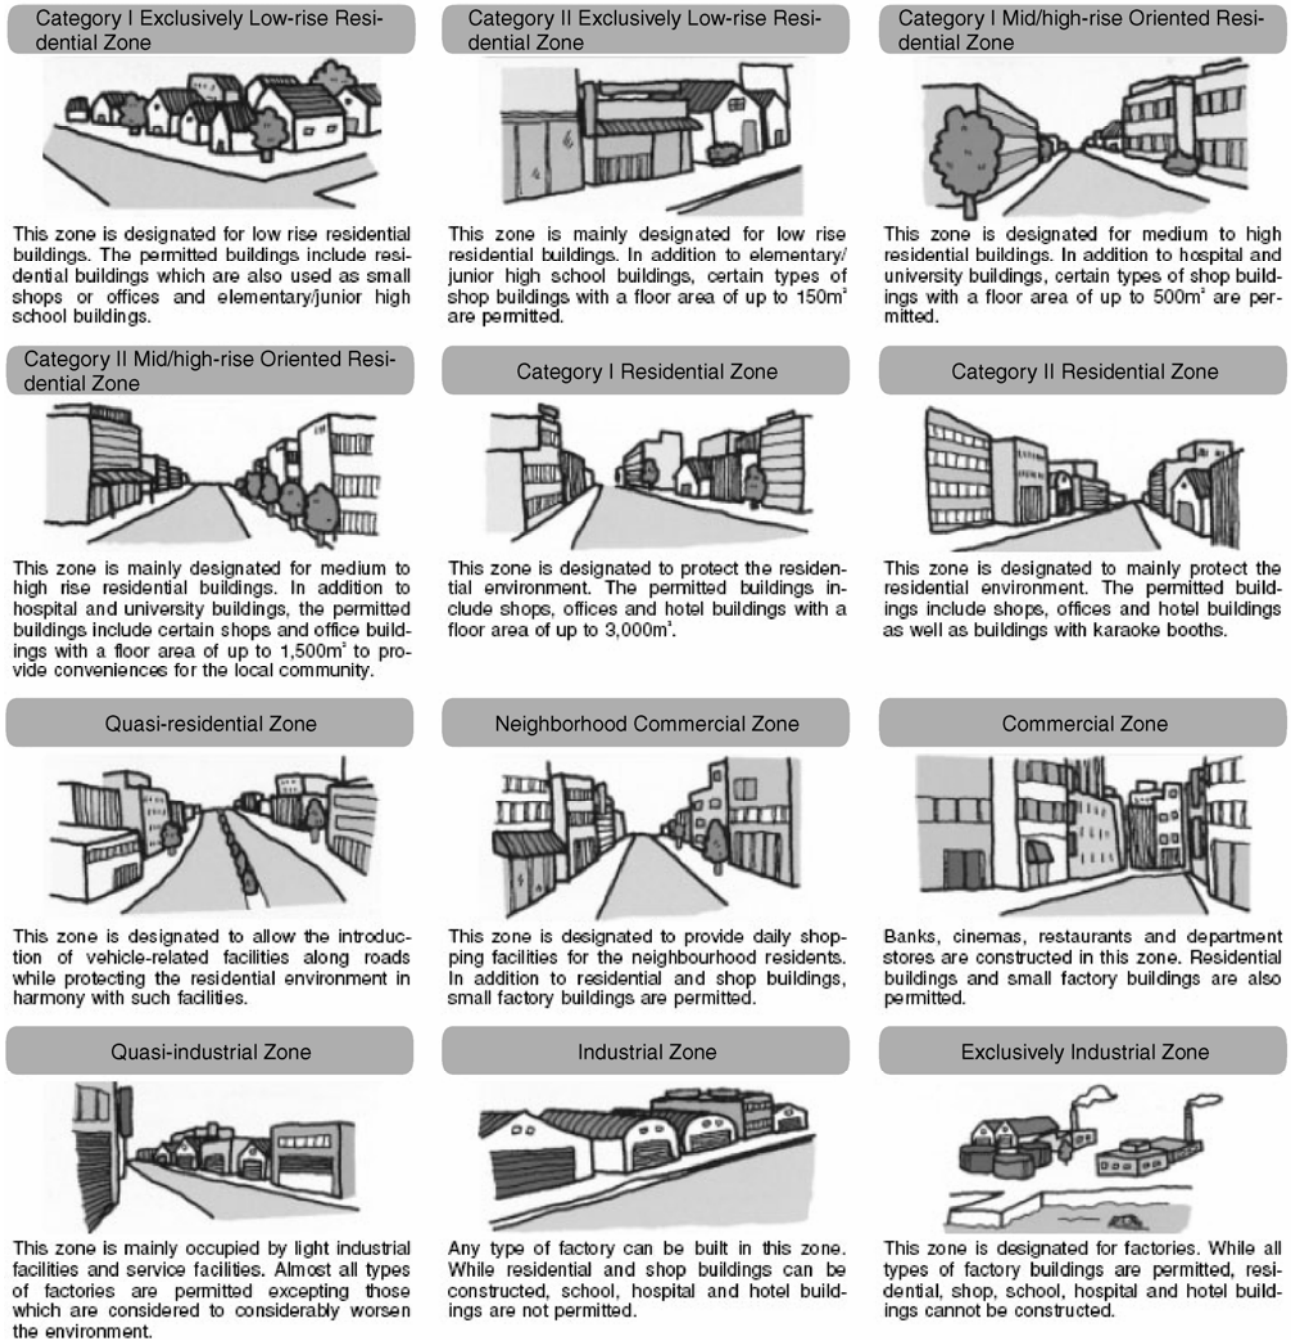 Category I Exclusively Low-rise Resi-
dential Zone
This zone is designated for low rise residential
buildings. The permitted buildings include resi-
dential buildings which are also used as small
shops or offices and elementary/junior high
school buildings.
Category II Exclusively Low-rise Resi-
dential Zone
This zone is mainly designated for low rise
residential buildings. In addition to elementary/
junior high school buildings, certain types of
shop buildings with a floor area of up to 150m²
are permitted.
Category I Mid/high-rise Oriented Resi-
dential Zone
This zone is designated for medium to high
residential buildings. In addition to hospital and
university buildings, certain types of shop build-
ings with a floor area of up to 500m² are per-
mitted.
Category II Mid/high-rise Oriented Resi-
dential Zone
This zone is mainly designated for medium to
high rise residential buildings. In addition to
hospital and university buildings, the permitted
buildings include certain shops and office build-
ings with a floor area of up to 1,500m² to pro-
vide conveniences for the local community.
Category I Residential Zone
This zone is designated to protect the residen-
tial environment. The permitted buildings in-
clude shops, offices and hotel buildings with a
floor area of up to 3,000m².
Category II Residential Zone
This zone is designated to mainly protect the
residential environment. The permitted build-
ings include shops, offices and hotel buildings
as well as buildings with karaoke booths.
Quasi-residential Zone
This zone is designated to allow the introduc-
tion of vehicle-related facilities along roads
while protecting the residential environment in
harmony with such facilities.
Neighborhood Commercial Zone
This zone is designated to provide daily shop-
ping facilities for the neighbourhood residents.
In addition to residential and shop buildings,
small factory buildings are permitted.
Commercial Zone
Banks, cinemas, restaurants and department
stores are constructed in this zone. Residential
buildings and small factory buildings are also
permitted.
Quasi-industrial Zone
This zone is mainly occupied by light industrial
facilities and service facilities. Almost all types
of factories are permitted excepting those
which are considered to considerably worsen
the environment.
Industrial Zone
Any type of factory can be built in this zone.
While residential and shop buildings can be
constructed, school, hospital and hotel build-
ings are not permitted.
Exclusively Industrial Zone
This zone is designated for factories. While all
types of factory buildings are permitted, resi-
dential, shop, school, hospital and hotel build-
ings cannot be constructed.